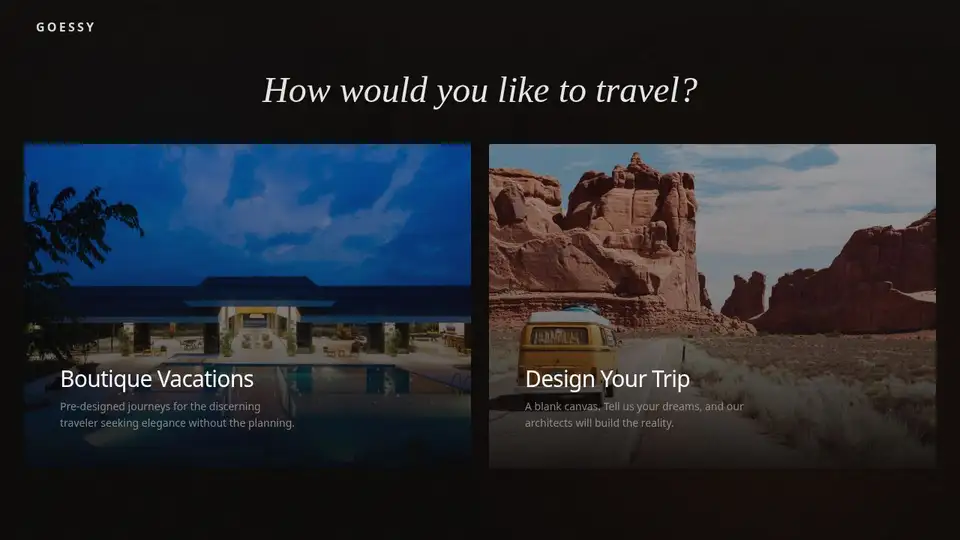 GOESSY
How would you like to travel?
Boutique Vacations
Pre-designed journeys for the discerning
traveler seeking elegance without the planning.
Design Your Trip
A blank canvas. Tell us your dreams, and our
architects will build the reality.